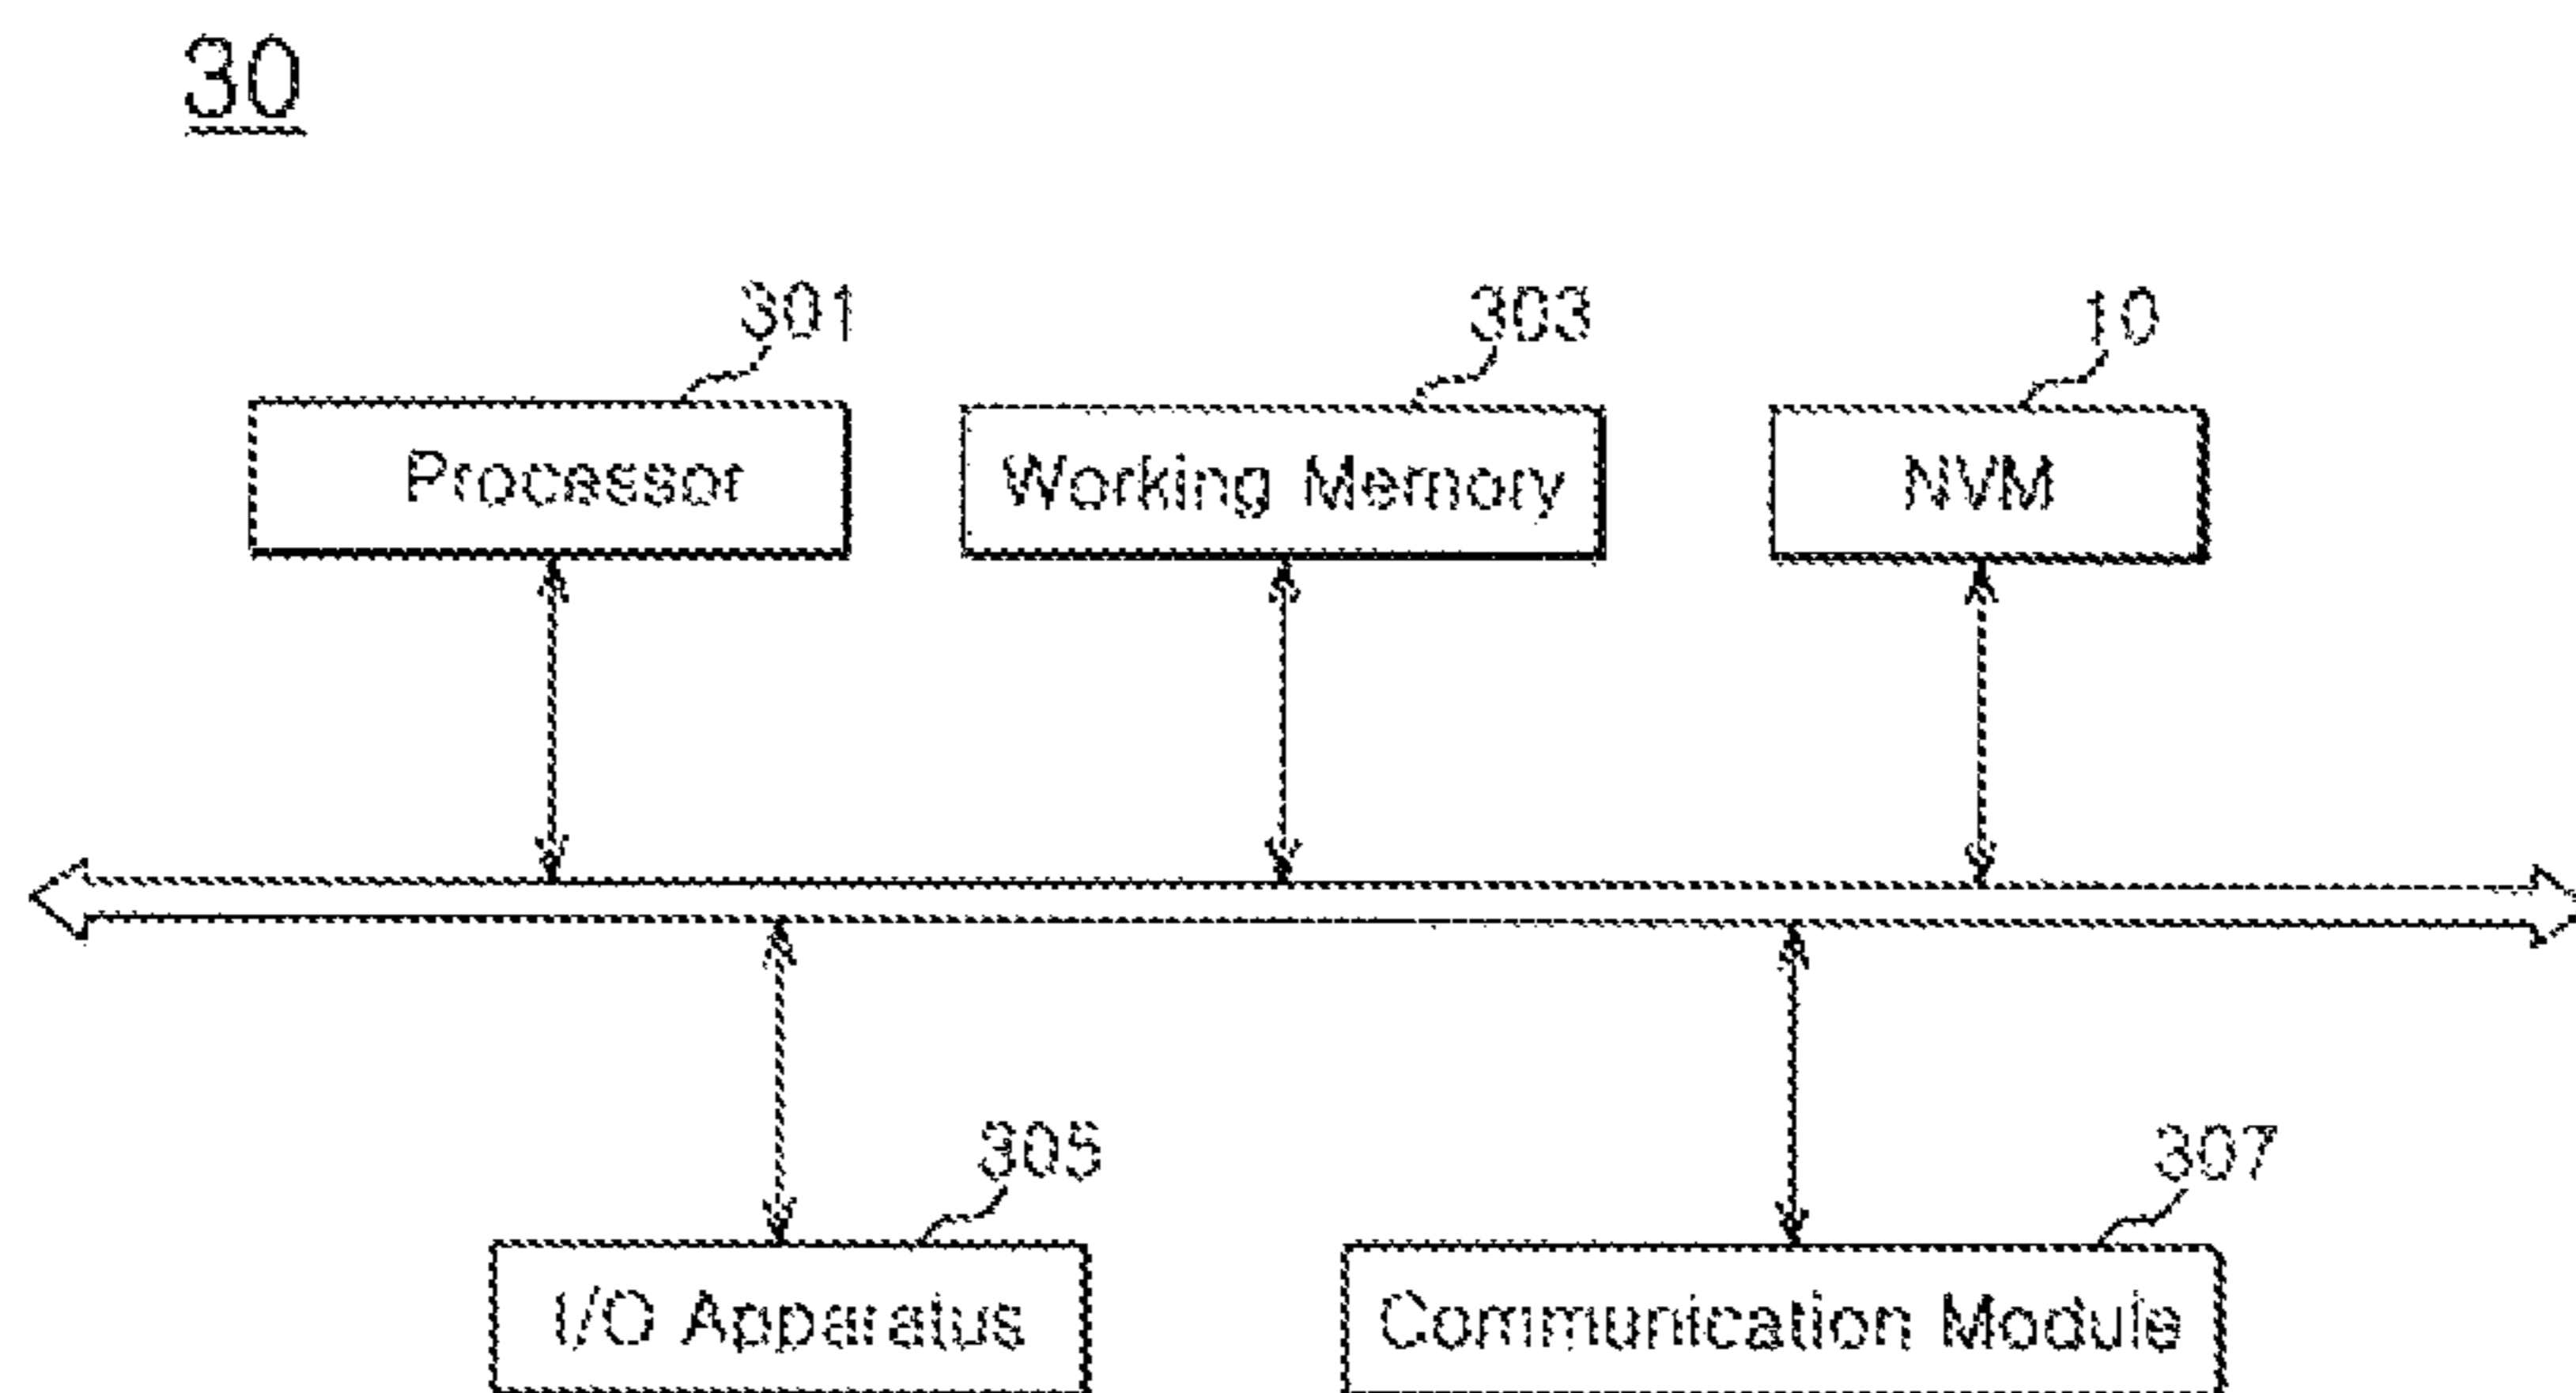 30
301 303 10
Processor Working Memory NVM
305 307
I/O Apparatus Communication Module